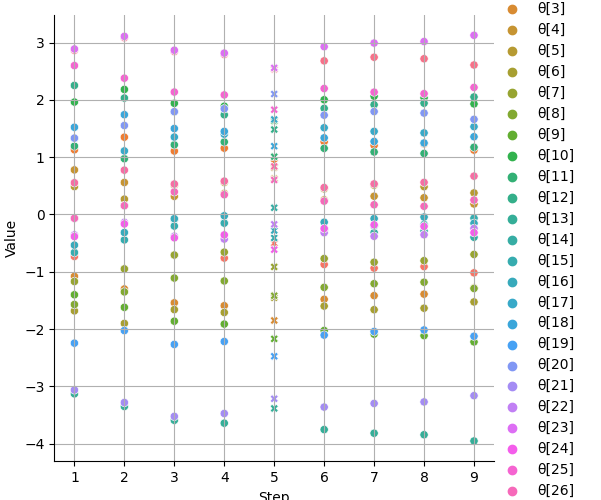 Value
3
2
1
0
−1
−2
−3
−4
1 2 3 4 5 6 7 8 9
Step
θ[3]
θ[4]
θ[5]
θ[6]
θ[7]
θ[8]
θ[9]
θ[10]
θ[11]
θ[12]
θ[13]
θ[14]
θ[15]
θ[16]
θ[17]
θ[18]
θ[19]
θ[20]
θ[21]
θ[22]
θ[23]
θ[24]
θ[25]
θ[26]